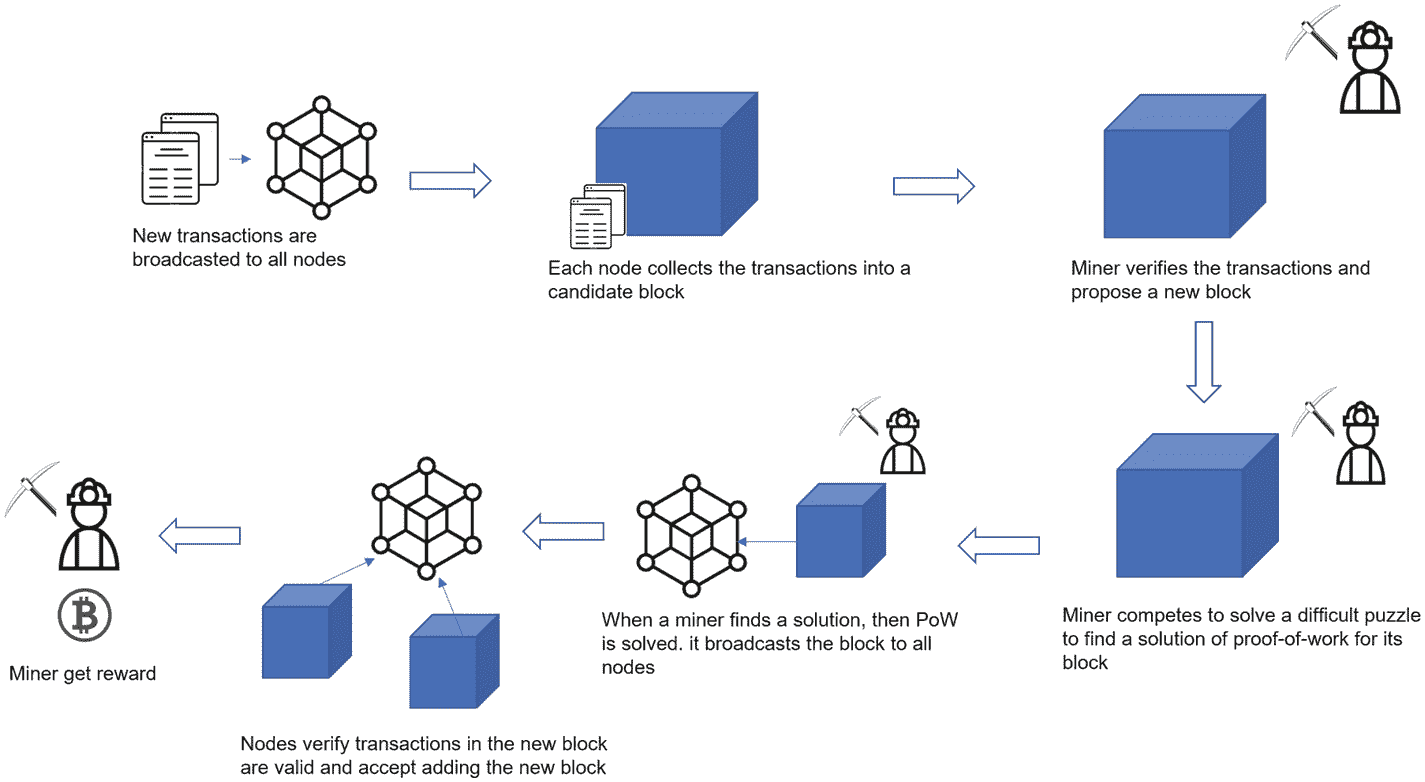 New transactions are
broadcasted to all nodes
Each node collects the transactions into a
candidate block
Miner verifies the transactions and
propose a new block
Miner competes to solve a difficult puzzle
to find a solution of proof-of-work for its
block
When a miner finds a solution, then PoW
is solved. it broadcasts the block to all
nodes
Nodes verify transactions in the new block
are valid and accept adding the new block
Miner get reward